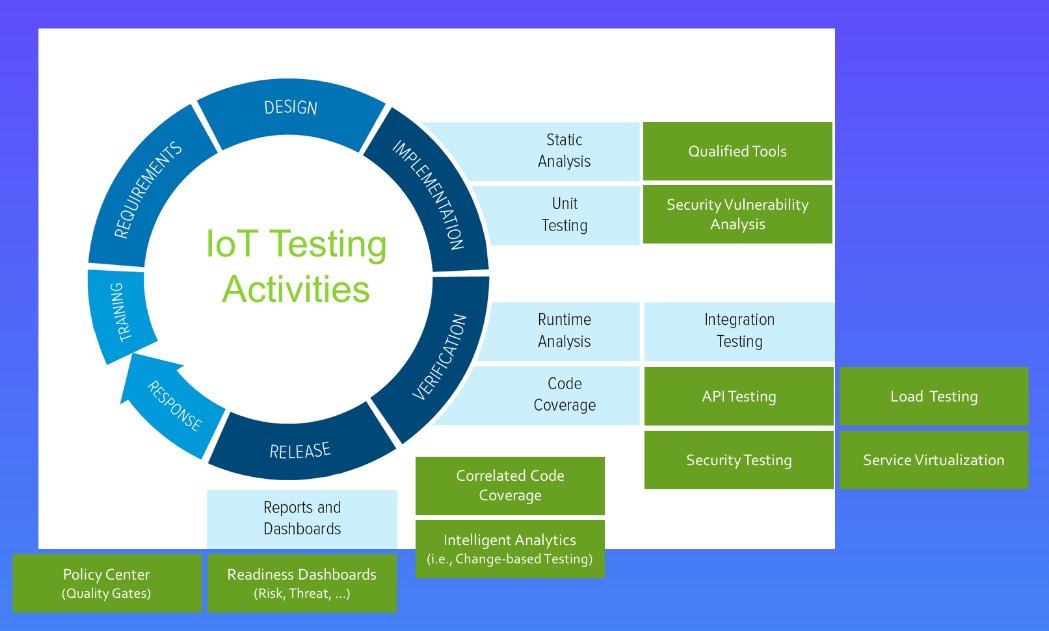 DESIGN
REQUIREMENTS
IMPLEMENTATION
IoT Testing
Activities
TRAINING
VERIFICATION
RESPONSE
RELEASE
Static
Analysis
Qualified Tools
Unit
Testing
Security Vulnerability
Analysis
Runtime
Analysis
Integration
Testing
Code
Coverage
API Testing
Load Testing
Security Testing
Service Virtualization
Correlated Code
Coverage
Reports and
Dashboards
Intelligent Analytics
(i.e., Change-based Testing)
Policy Center
(Quality Gates)
Readiness Dashboards
(Risk, Threat, ...)